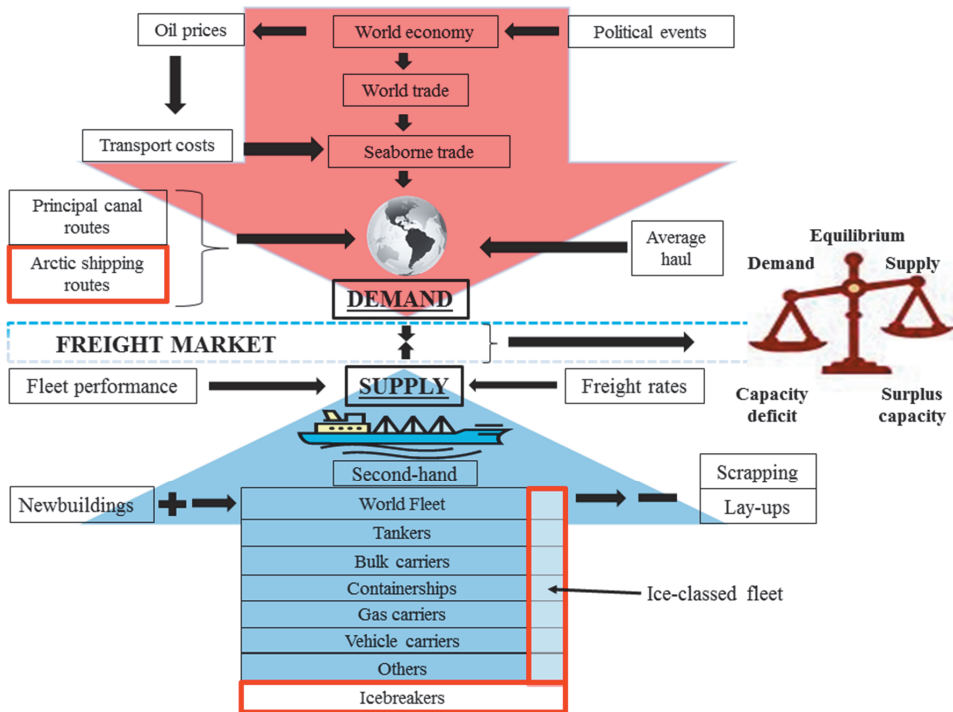 Oil prices
World economy
Political events
World trade
Transport costs
Seaborne trade
Principal canal
routes
Arctic shipping
routes
Average
haul
DEMAND
Equilibrium
Demand
Supply
FREIGHT MARKET
Fleet performance
SUPPLY
Freight rates
Capacity
deficit
Surplus
capacity
Second-hand
Newbuildings
World Fleet
Tankers
Bulk carriers
Containerships
Gas carriers
Vehicle carriers
Others
Icebreakers
Scrapping
Lay-ups
Ice-classed fleet